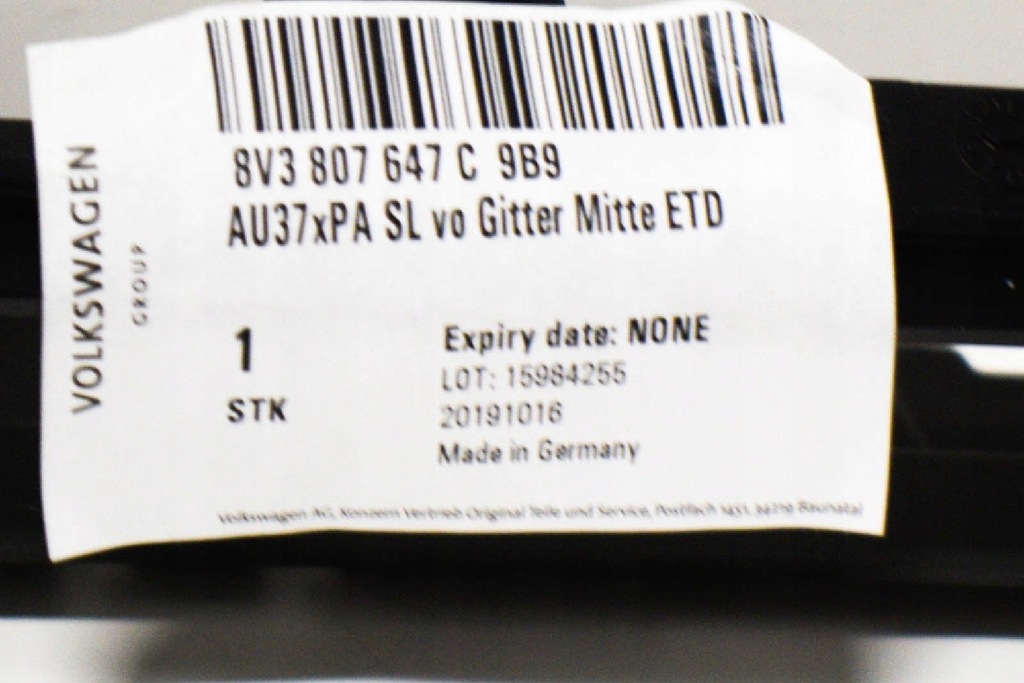 VOLKSWAGEN
GROUP
8V3 807 647 C 9B9
AU37xPA SL vo Gitter Mitte ETD
1
STK
Expiry date: NONE
LOT: 15984255
20191016
Made in Germany
Volkswagen AG, Konzern Vertrieb Original Teile und Service, Postfach 1451, 34219 Baunatal